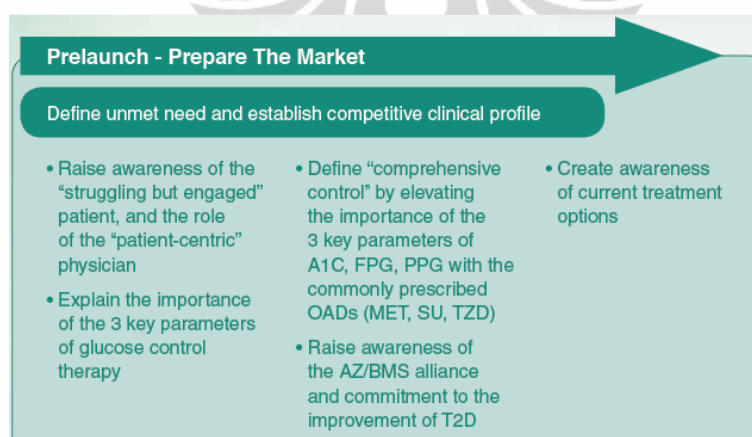 Prelaunch - Prepare The Market
Define unmet need and establish competitive clinical profile
• Raise awareness of the
“struggling but engaged”
patient, and the role
of the “patient-centric”
physician
• Explain the importance
of the 3 key parameters
of glucose control
therapy
• Define “comprehensive
control” by elevating
the importance of the
3 key parameters of
A1C, FPG, PPG with the
commonly prescribed
OADs (MET, SU, TZD)
• Raise awareness of
the AZ/BMS alliance
and commitment to the
improvement of T2D
• Create awareness
of current treatment
options